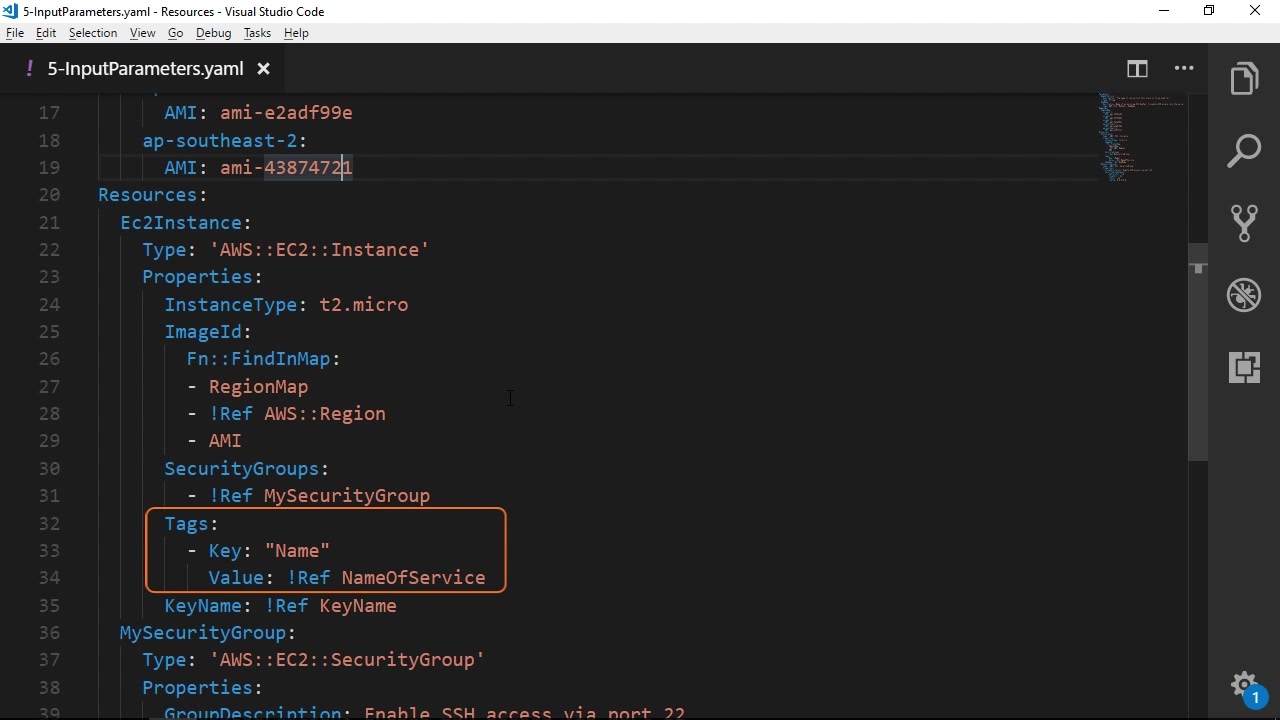 5-InputParameters.yaml - Resources - Visual Studio Code
File Edit Selection View Go Debug Tasks Help
! 5-InputParameters.yaml
17 AMI: ami-e2adf99e
18 ap-southeast-2:
19 AMI: ami-43874721
20 Resources:
21 Ec2Instance:
22 Type: 'AWS::EC2::Instance'
23 Properties:
24 InstanceType: t2.micro
25 ImageId:
26 Fn::FindInMap:
27 - RegionMap
28 - !Ref AWS::Region
29 - AMI
30 SecurityGroups:
31 - !Ref MySecurityGroup
32 Tags:
33 - Key: "Name"
34 Value: !Ref NameOfService
35 KeyName: !Ref KeyName
36 MySecurityGroup:
37 Type: 'AWS::EC2::SecurityGroup'
38 Properties:
39 GroupDescription: Enable SSH access via port 22
1